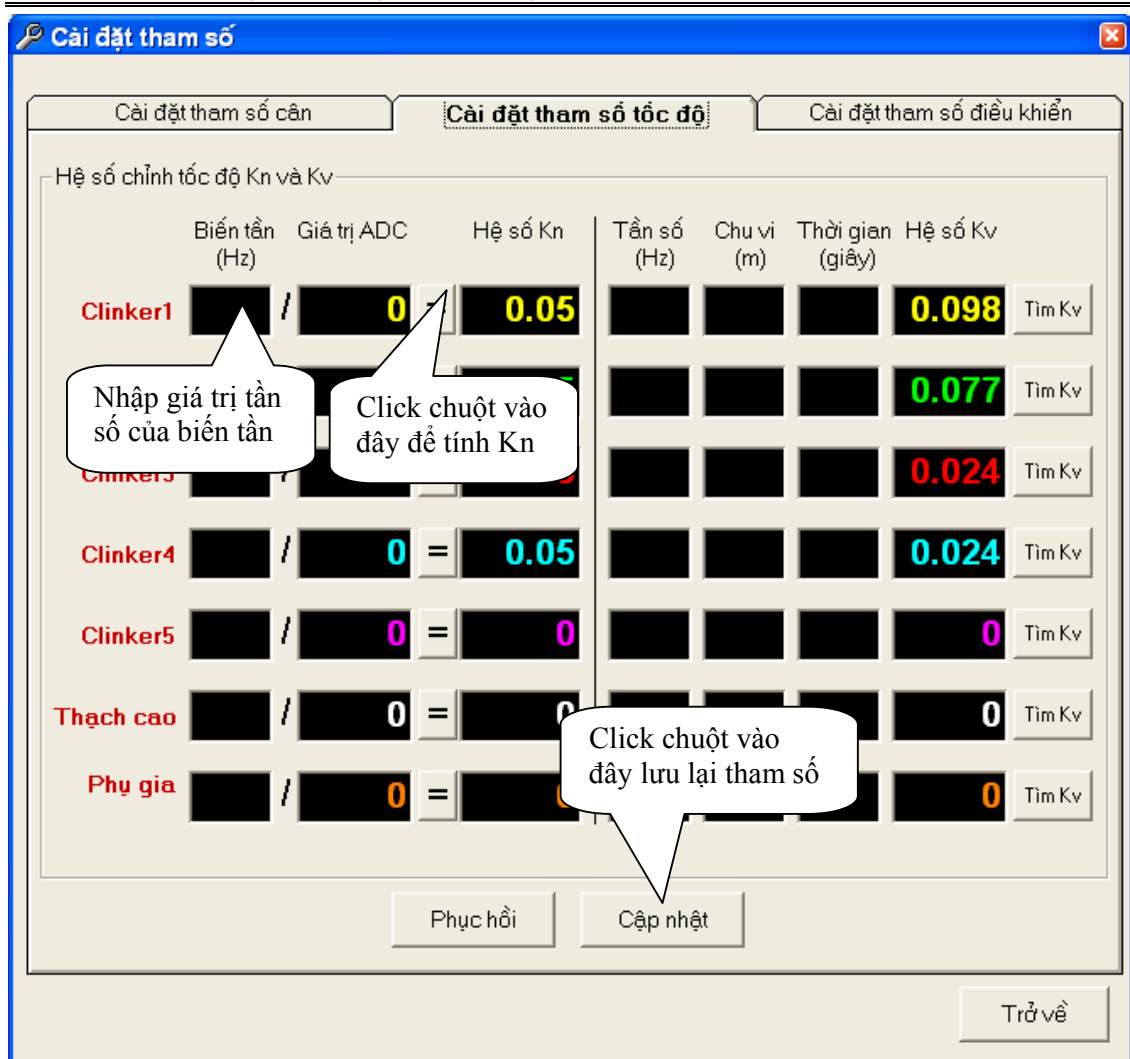 Cài đặt tham số
Cài đặt tham số cân
Cài đặt tham số tốc độ
Cài đặt tham số điều khiển
Hệ số chỉnh tốc độ Kn và Kv
Biến tần (Hz)
Giá trị ADC
Hệ số Kn
Tần số (Hz)
Chu vi (m)
Thời gian (giây)
Hệ số Kv
Clinker1 / 0 = 0.05 0.098 Tìm Kv
Nhập giá trị tần
số của biến tần
Click chuột vào
đây để tính Kn
0.077 Tìm Kv
Clinker3 0.024 Tìm Kv
Clinker4 / 0 = 0.05 0.024 Tìm Kv
Clinker5 / 0 = 0 0 Tìm Kv
Thạch cao / 0 = 0 0 Tìm Kv
Click chuột vào
đây lưu lại tham số
Phụ gia / 0 = 0 Tìm Kv
Phục hồi
Cập nhật
Trở về